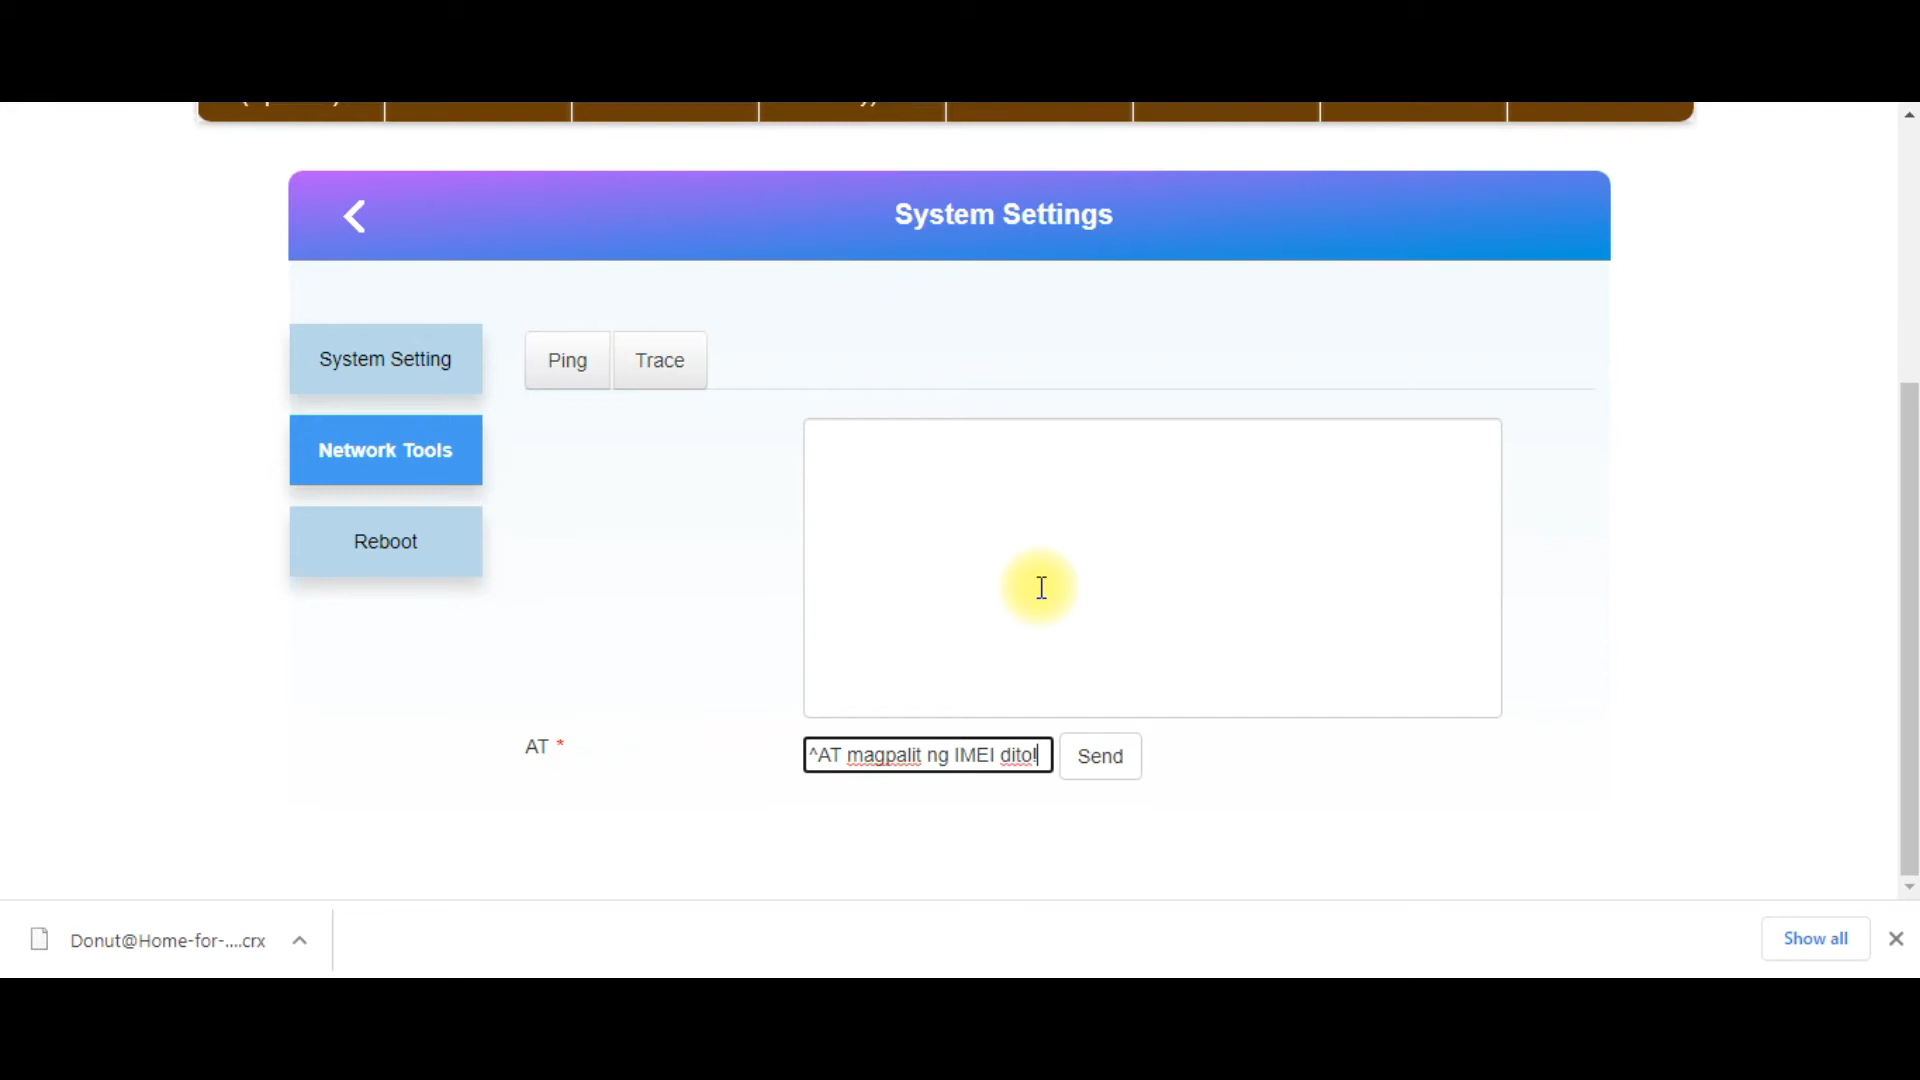 System Settings
System Setting
Ping
Trace
Network Tools
Reboot
AT *
^AT magpalit ng IMEI dito!
Send
Donut@Home-for-....crx
Show all